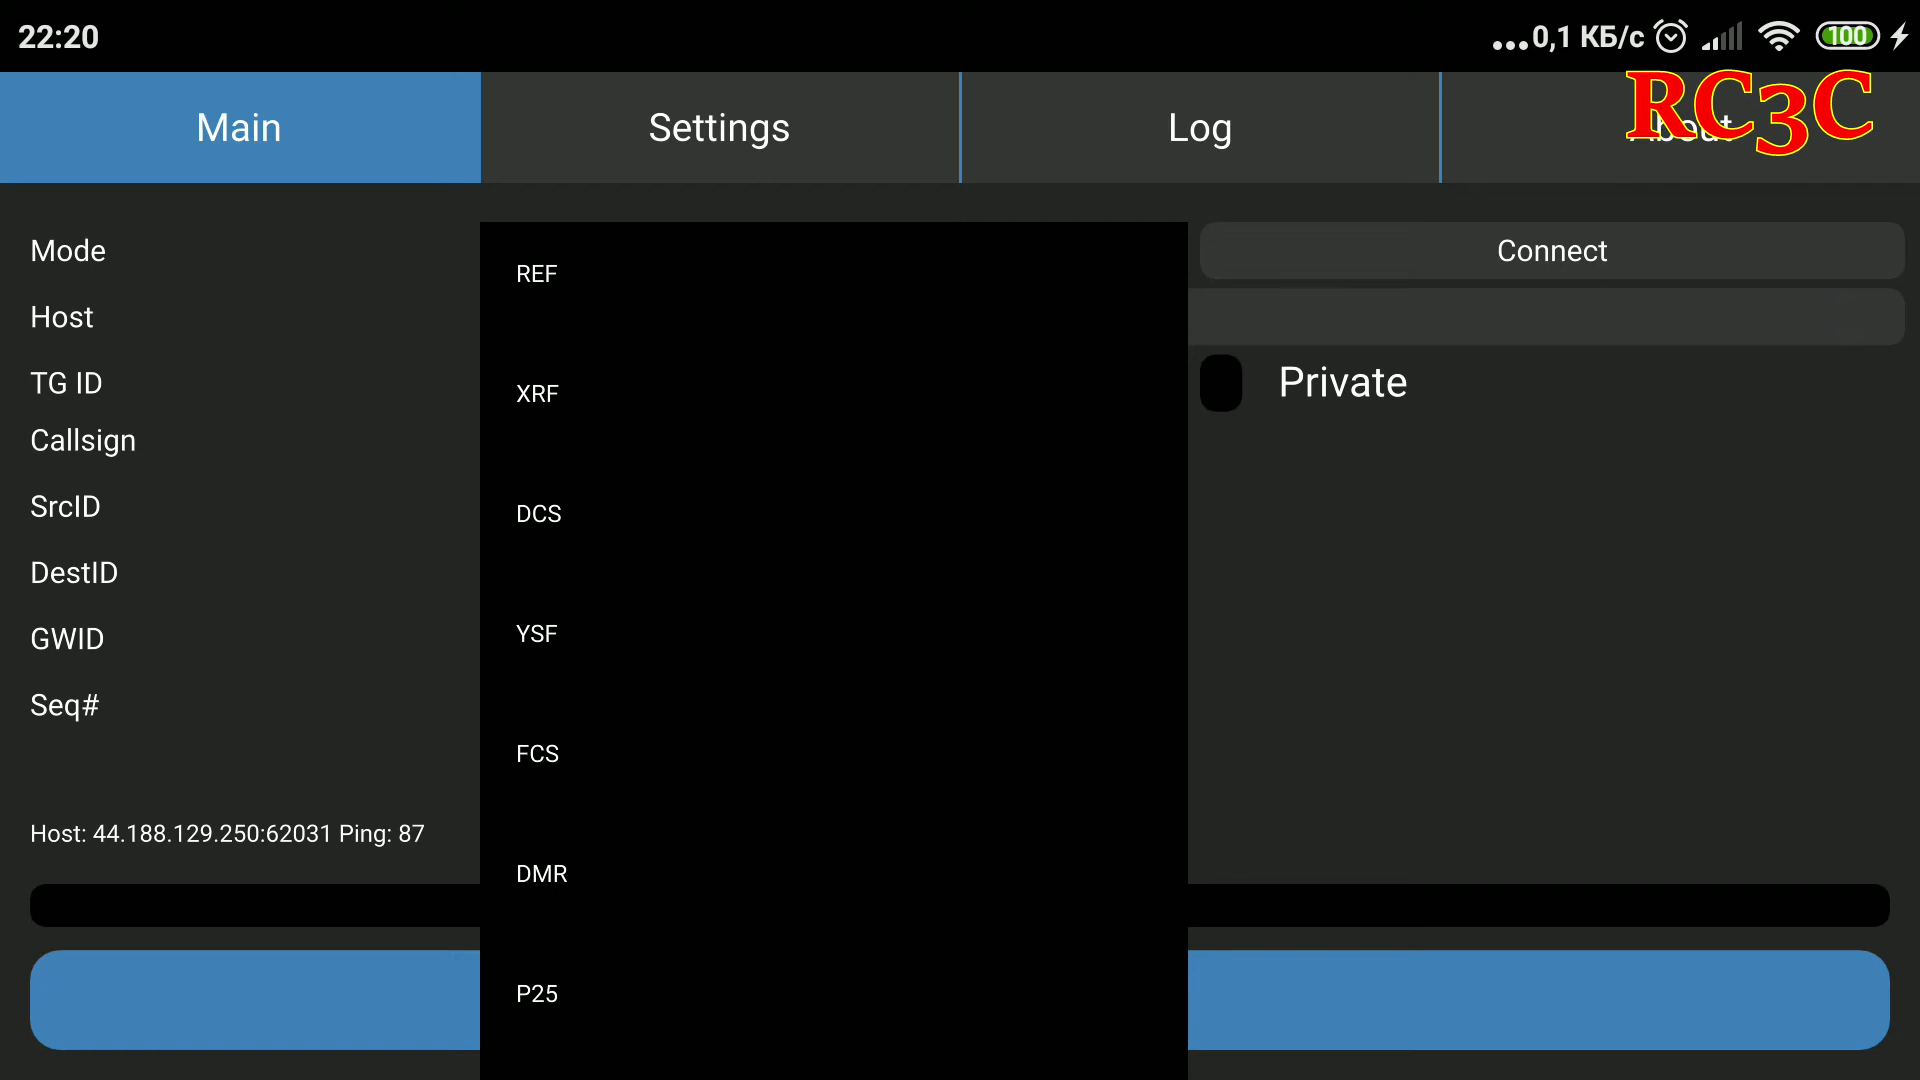 22:20
...0,1 КБ/с 100
Main Settings Log About
RC3C
Mode
Connect
Host
TG ID
Private
Callsign
SrcID
DestID
GWID
Seq#
REF
XRF
DCS
YSF
FCS
DMR
P25
Host: 44.188.129.250:62031 Ping: 87